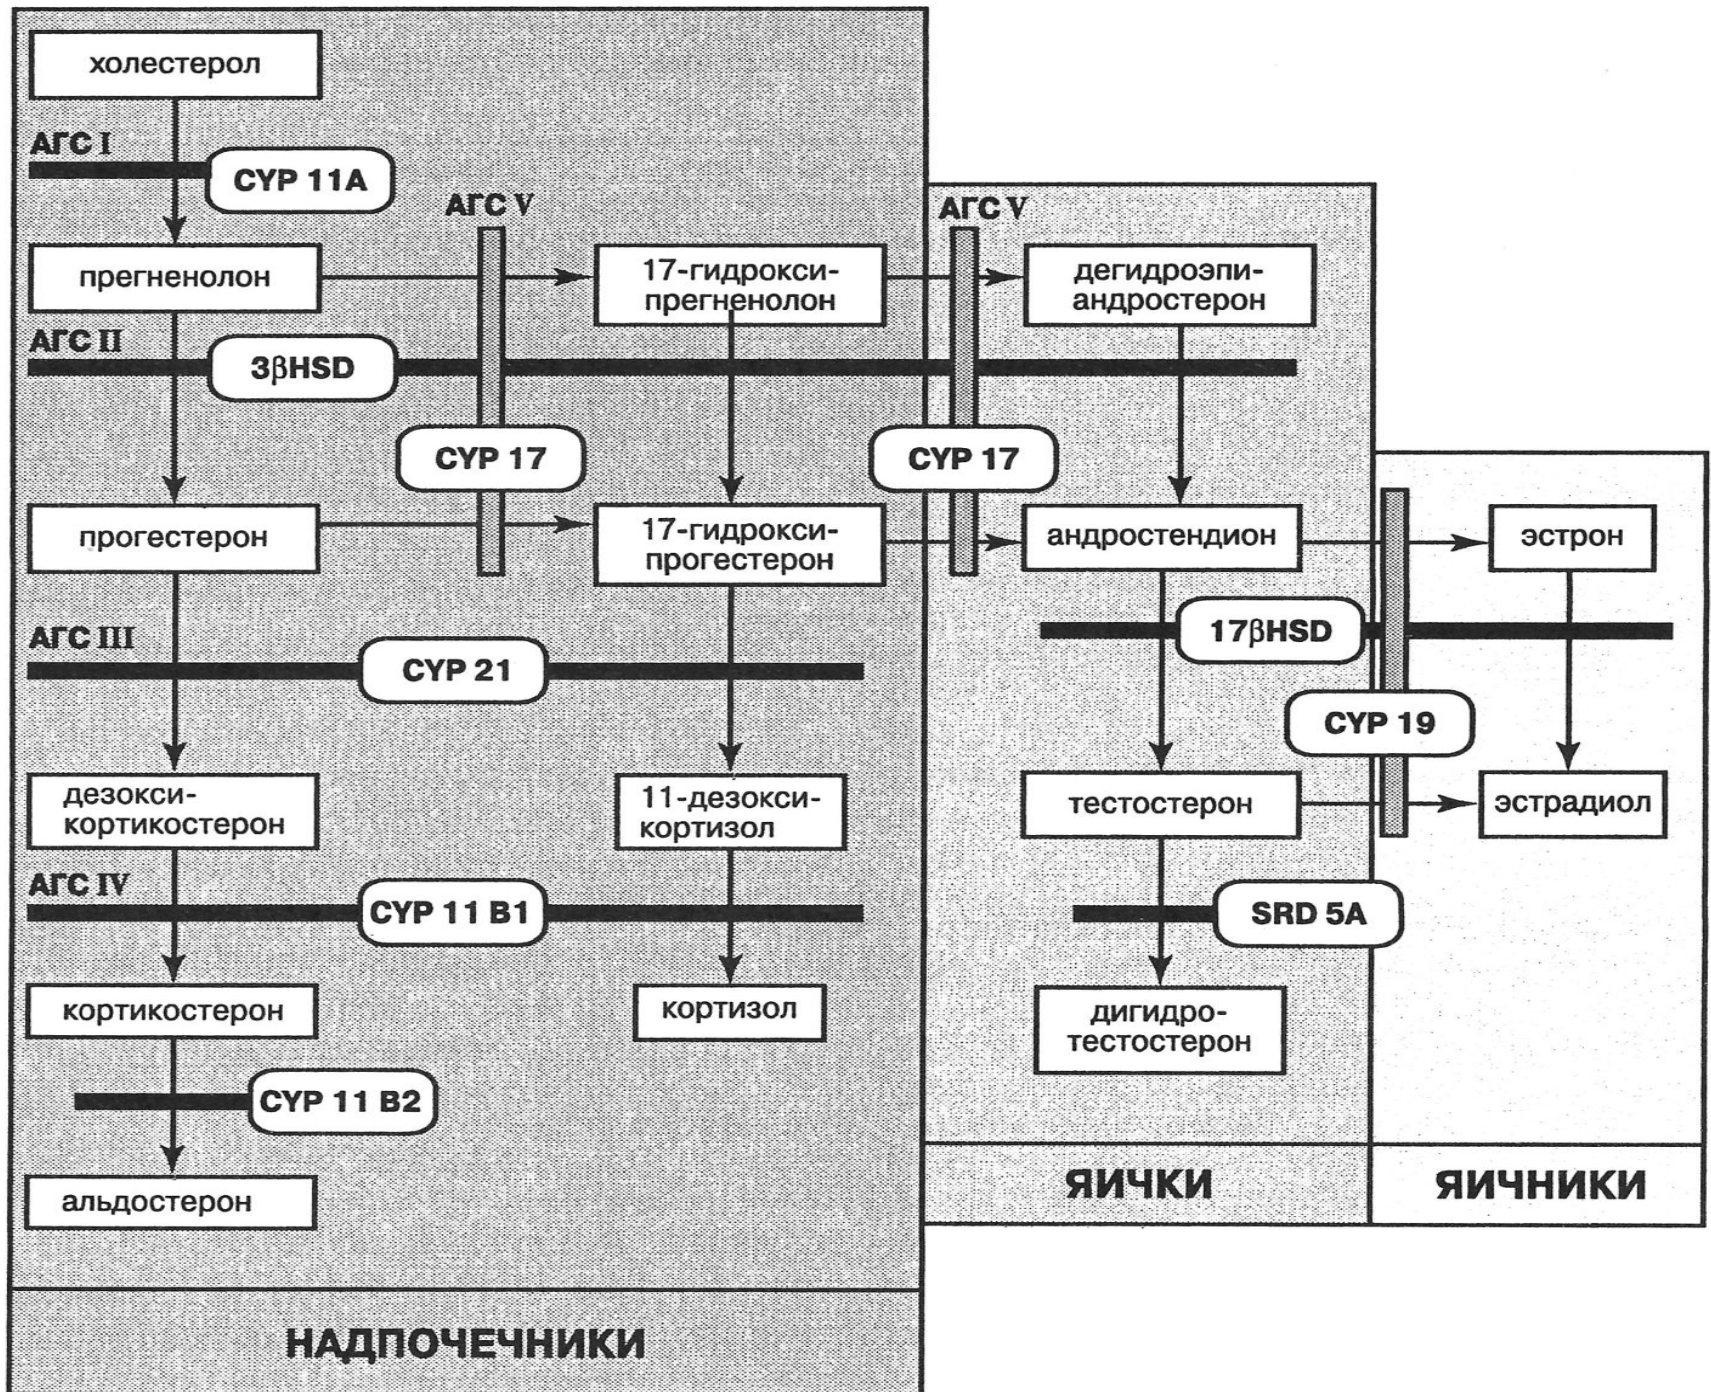 холестерол
АГС I
CYP 11A
АГС V
АГС V
прегненолон
17-гидрокси-
прегненолон
дегидроэпи-
андростерон
АГС II
3βHSD
CYP 17
CYP 17
прогестерон
17-гидрокси-
прогестерон
андростендион
эстрон
АГС III
CYP 21
17βHSD
CYP 19
дезокси-
кортикостерон
11-дезокси-
кортизол
тестостерон
эстрадиол
АГС IV
CYP 11 B1
SRD 5A
кортикостерон
кортизол
дигидро-
тестостерон
CYP 11 B2
альдостерон
ЯИЧКИ
ЯИЧНИКИ
НАДПОЧЕЧНИКИ